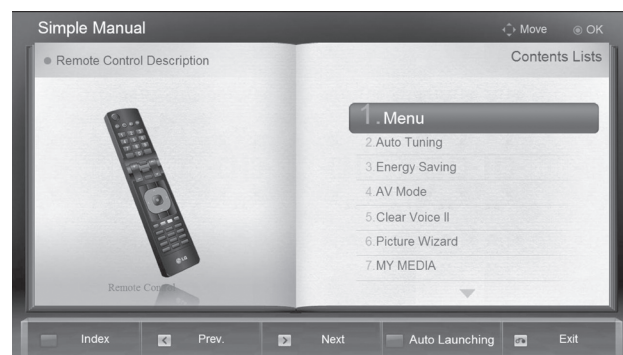 Simple Manual
Move
OK
Remote Control Description
Contents Lists
1. Menu
2. Auto Tuning
3. Energy Saving
4. AV Mode
5. Clear Voice II
6. Picture Wizard
7. MY MEDIA
LG
Remote Control
Index
Prev.
Next
Auto Launching
Exit